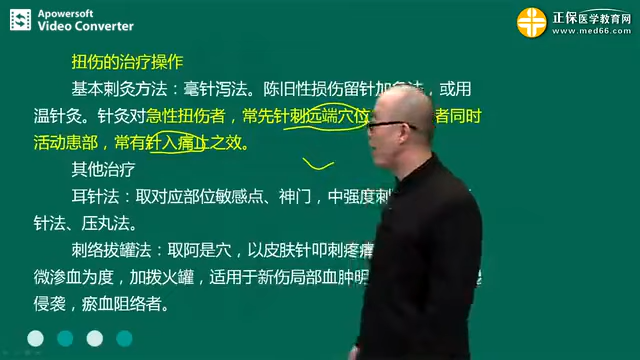 Apowersoft
Video Converter
正保医学教育网
www.med66.com
扭伤的治疗操作
基本刺灸方法：毫针泻法。陈旧性损伤留针加灸法，或用
温针灸。针灸对急性扭伤者，常先针刺远端穴位 者同时
活动患部，常有针入痛止之效。
其他治疗
耳针法：取对应部位敏感点、神门，中强度刺
针法、压丸法。
刺络拔罐法：取阿是穴，以皮肤针叩刺疼
微渗血为度，加拔火罐，适用于新伤局部血肿明
侵袭，瘀血阻络者。